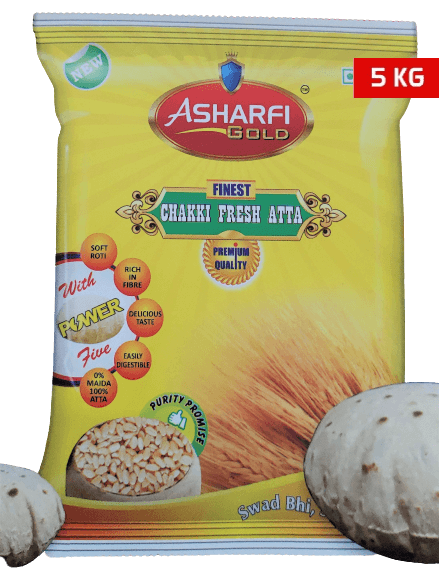 NEW
5 KG
ASHARFI
GOLD
TM
FINEST
CHAKKI FRESH ATTA
PREMIUM
QUALITY
SOFT
ROTI
With
RICH
IN
FIBRE
POWER
DELICIOUS
TASTE
Five
EASILY
DIGESTIBLE
0%
MAIDA
100%
ATTA
PURITY PROMISE
Swad Bhi,